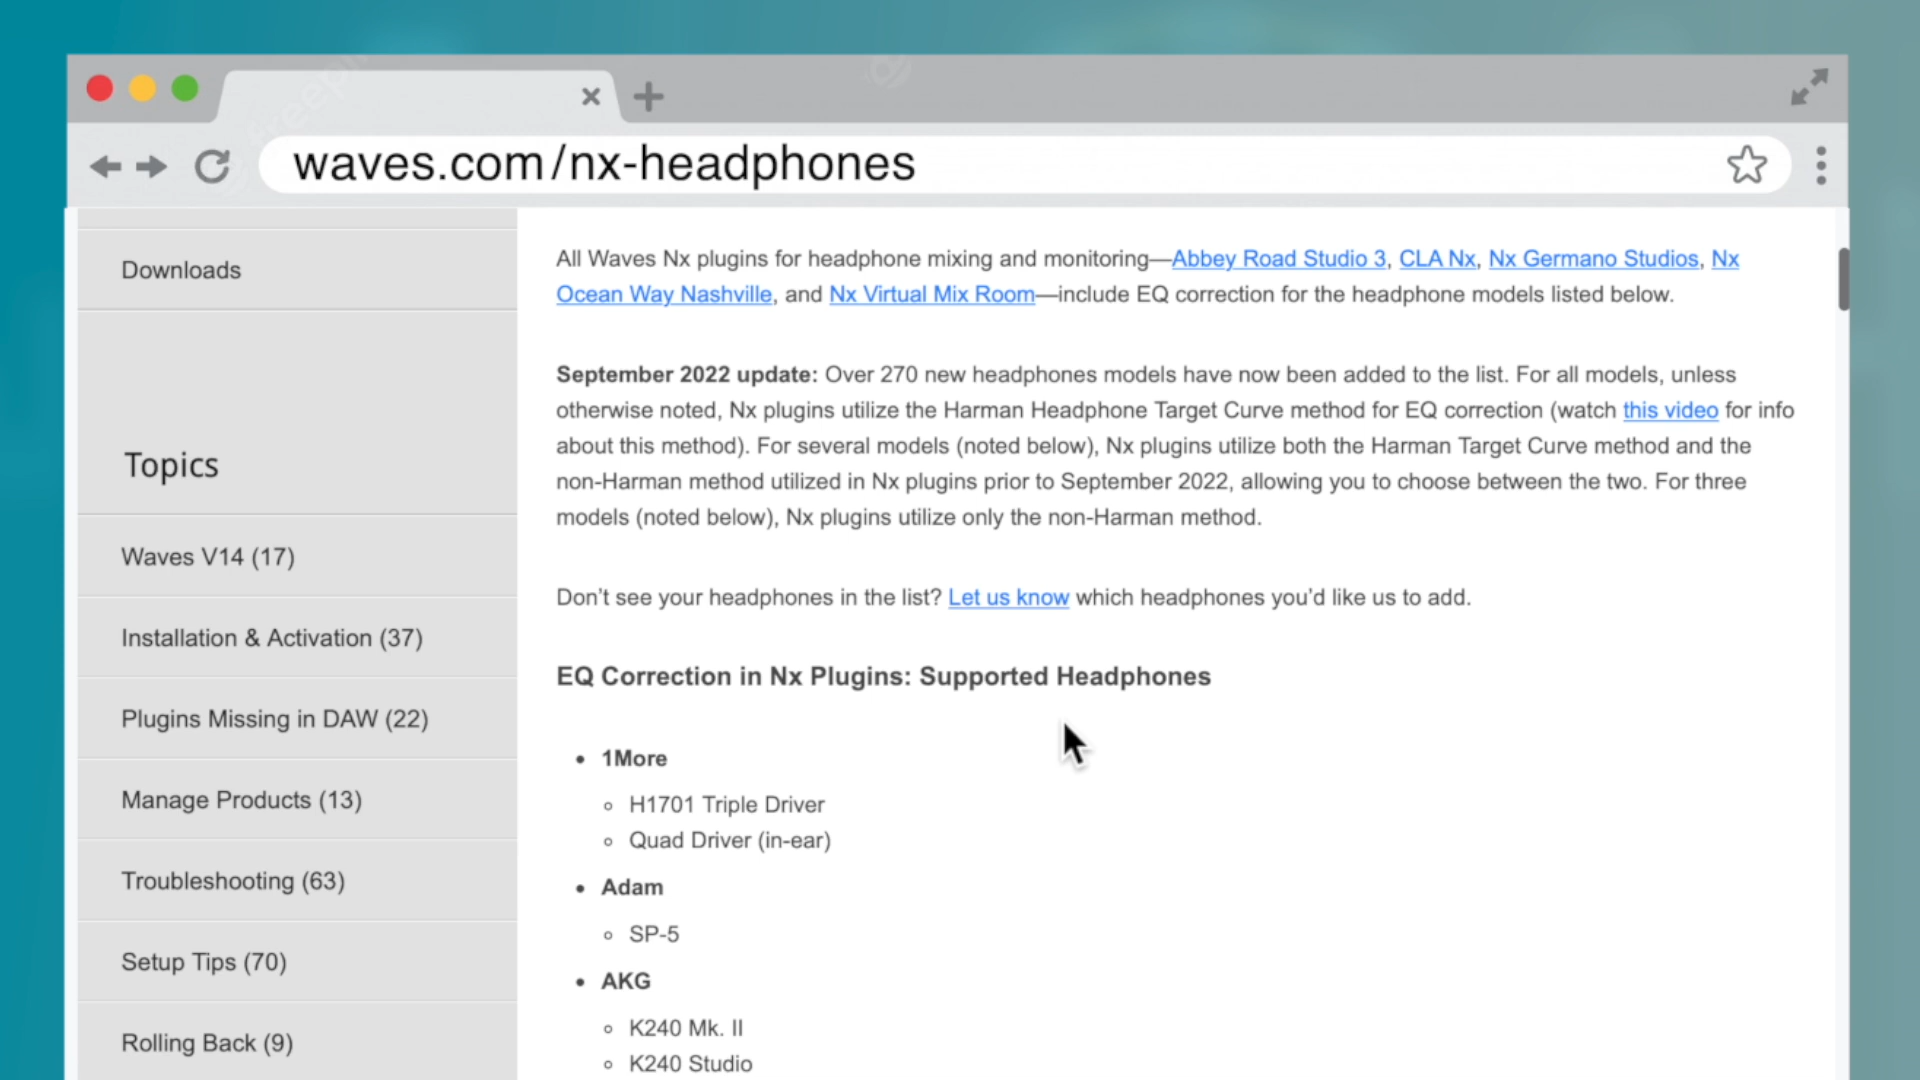 waves.com/nx-headphones
Downloads
Topics
Waves V14 (17)
Installation & Activation (37)
Plugins Missing in DAW (22)
Manage Products (13)
Troubleshooting (63)
Setup Tips (70)
Rolling Back (9)
All Waves Nx plugins for headphone mixing and monitoring—Abbey Road Studio 3, CLA Nx, Nx Germano Studios, Nx
Ocean Way Nashville, and Nx Virtual Mix Room—include EQ correction for the headphone models listed below.
September 2022 update: Over 270 new headphones models have now been added to the list. For all models, unless
otherwise noted, Nx plugins utilize the Harman Headphone Target Curve method for EQ correction (watch this video for info
about this method). For several models (noted below), Nx plugins utilize both the Harman Target Curve method and the
non-Harman method utilized in Nx plugins prior to September 2022, allowing you to choose between the two. For three
models (noted below), Nx plugins utilize only the non-Harman method.
Don’t see your headphones in the list? Let us know which headphones you’d like us to add.
EQ Correction in Nx Plugins: Supported Headphones
• 1More
◦ H1701 Triple Driver
◦ Quad Driver (in-ear)
• Adam
◦ SP-5
• AKG
◦ K240 Mk. II
◦ K240 Studio